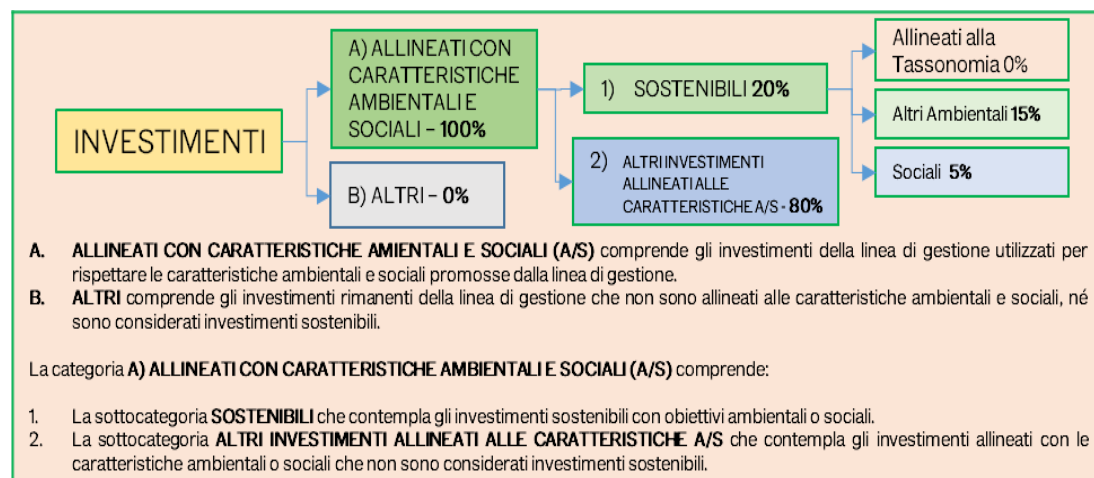 INVESTIMENTI
A) ALLINEATI CON
CARATTERISTICHE
AMBIENTALI E
SOCIALI – 100%
B) ALTRI – 0%
1) SOSTENIBILI 20%
2) ALTRI INVESTIMENTI
ALLINEATI ALLE
CARATTERISTICHE A/S - 80%
Allineati alla
Tassonomia 0%
Altri Ambientali 15%
Sociali 5%
A. ALLINEATI CON CARATTERISTICHE AMIENTALI E SOCIALI (A/S) comprende gli investimenti della linea di gestione utilizzati per
rispettare le caratteristiche ambientali e sociali promosse dalla linea di gestione.
B. ALTRI comprende gli investimenti rimanenti della linea di gestione che non sono allineati alle caratteristiche ambientali e sociali, né
sono considerati investimenti sostenibili.
La categoria A) ALLINEATI CON CARATTERISTICHE AMBIENTALI E SOCIALI (A/S) comprende:
1. La sottocategoria SOSTENIBILI che contempla gli investimenti sostenibili con obiettivi ambientali o sociali.
2. La sottocategoria ALTRI INVESTIMENTI ALLINEATI ALLE CARATTERISTICHE A/S che contempla gli investimenti allineati con le
caratteristiche ambientali o sociali che non sono considerati investimenti sostenibili.